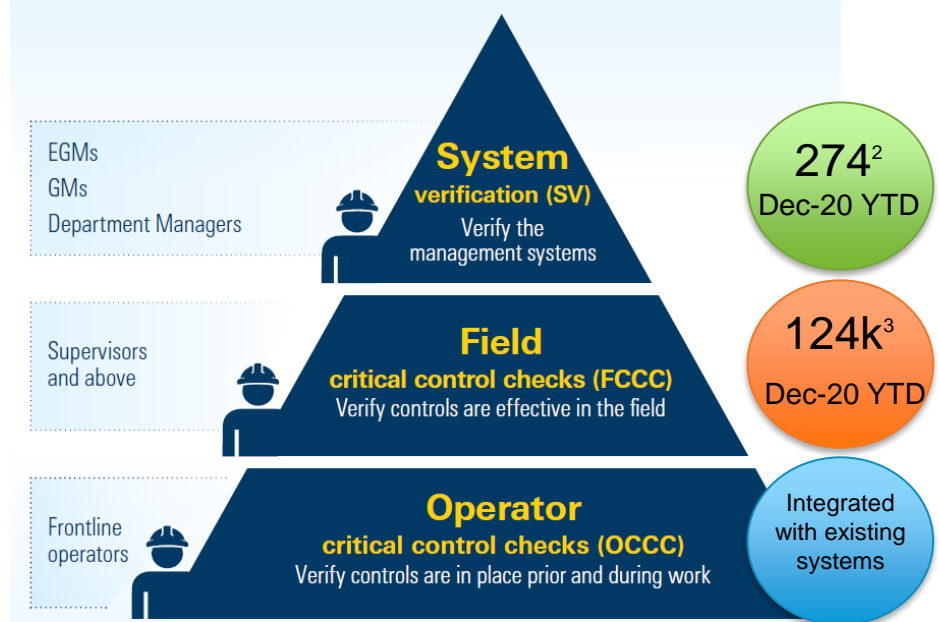 EGMs
GMs
Department Managers
System
verification (SV)
Verify the
management systems
274²
Dec-20 YTD
Supervisors
and above
Field
critical control checks (FCCC)
Verify controls are effective in the field
124k³
Dec-20 YTD
Frontline
operators
Operator
critical control checks (OCCC)
Verify controls are in place prior and during work
Integrated
with existing
systems